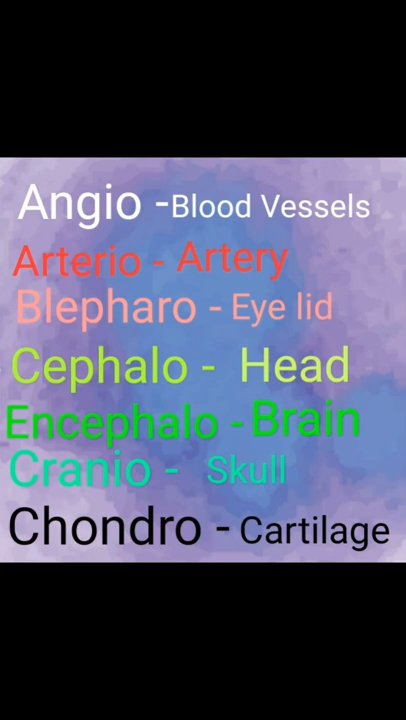 Angio - Blood Vessels
Arterio - Artery
Blepharo - Eye lid
Cephalo - Head
Encephalo - Brain
Cranio - Skull
Chondro - Cartilage